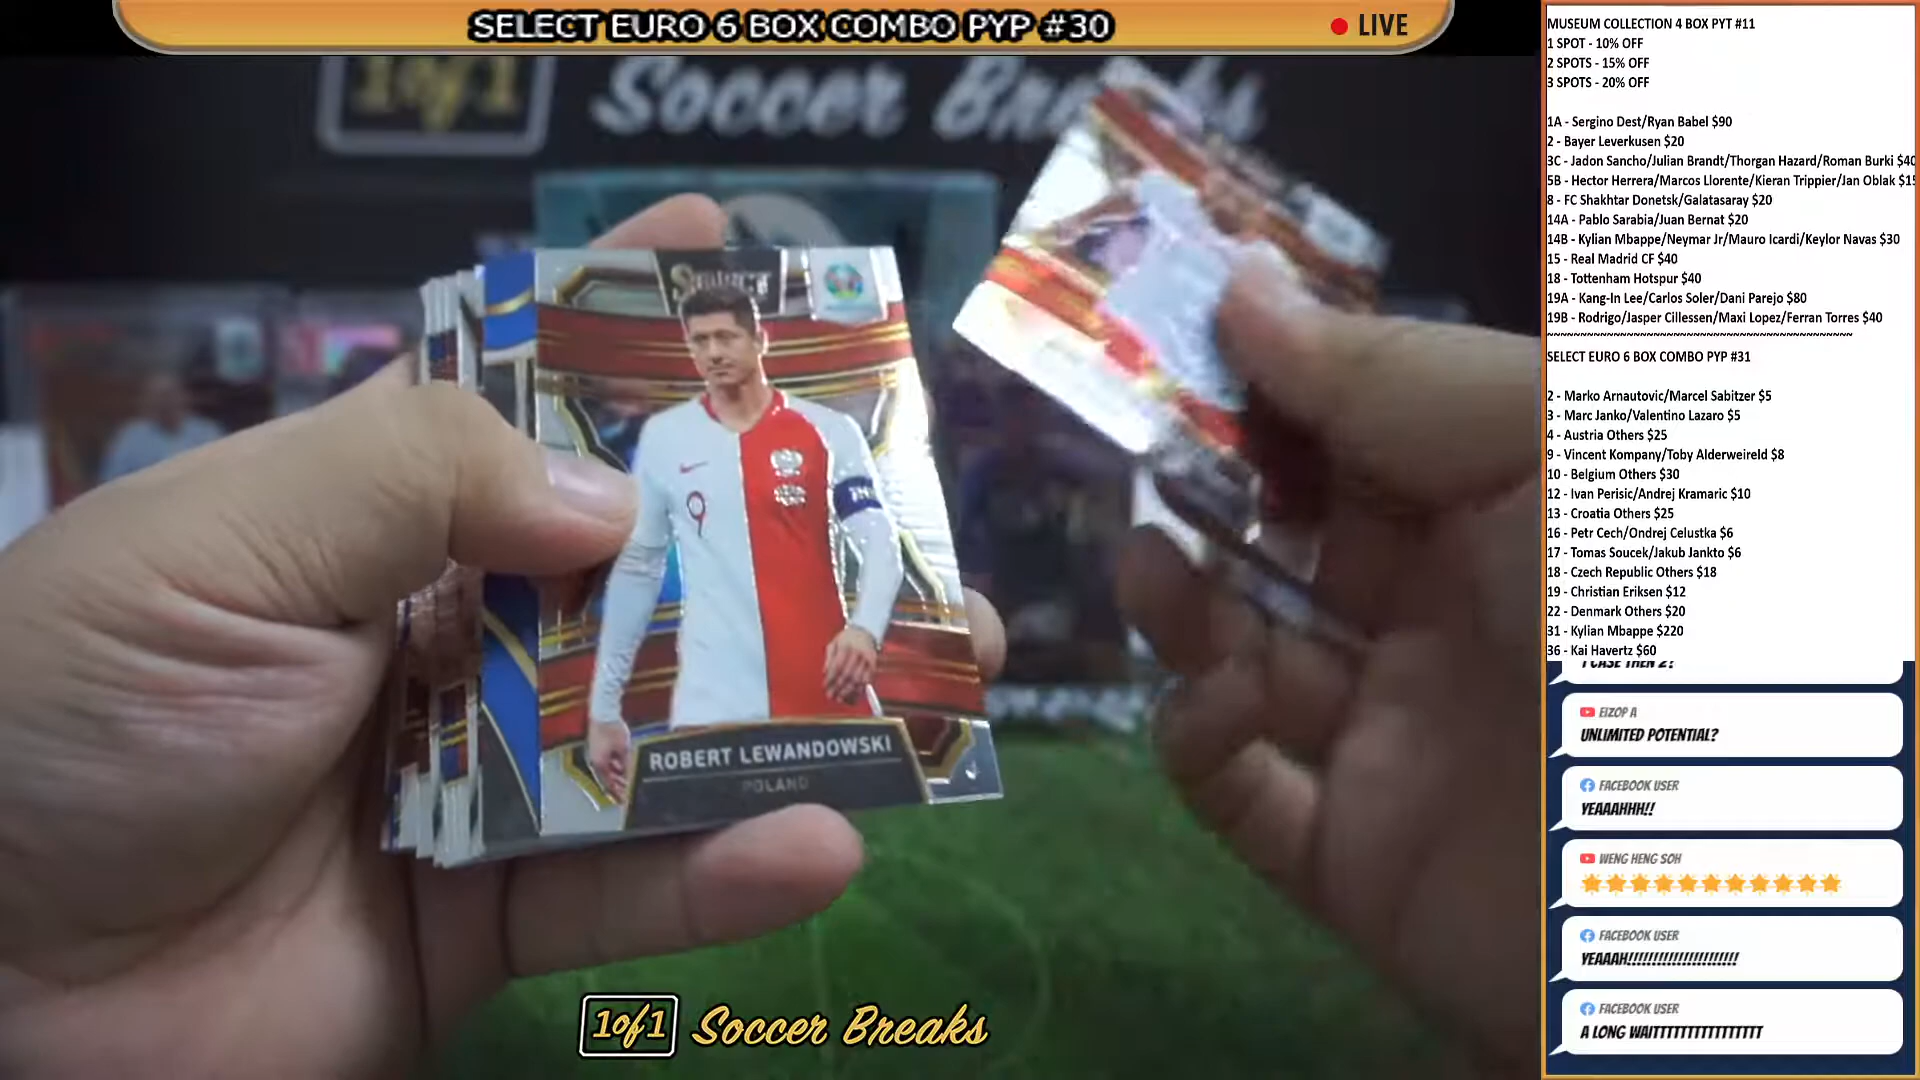 SELECT EURO 6 BOX COMBO PYP #30
LIVE
1of1 Soccer Breaks
SELECT
9
ROBERT LEWANDOWSKI
POLAND
1of1 Soccer Breaks
MUSEUM COLLECTION 4 BOX PYT #11
1 SPOT - 10% OFF
2 SPOTS - 15% OFF
3 SPOTS - 20% OFF
1A - Sergino Dest/Ryan Babel $90
2 - Bayer Leverkusen $20
3C - Jadon Sancho/Julian Brandt/Thorgan Hazard/Roman Burki $40
5B - Hector Herrera/Marcos Llorente/Kieran Trippier/Jan Oblak $15
8 - FC Shakhtar Donetsk/Galatasaray $20
14A - Pablo Sarabia/Juan Bernat $20
14B - Kylian Mbappe/Neymar Jr/Mauro Icardi/Keylor Navas $30
15 - Real Madrid CF $40
18 - Tottenham Hotspur $40
19A - Kang-In Lee/Carlos Soler/Dani Parejo $80
19B - Rodrigo/Jasper Cillessen/Maxi Lopez/Ferran Torres $40
~~~~~~~~~~~~~~~~~~~~~~~~~~~~~~~~~~~~~~~~~~~~
SELECT EURO 6 BOX COMBO PYP #31
2 - Marko Arnautovic/Marcel Sabitzer $5
3 - Marc Janko/Valentino Lazaro $5
4 - Austria Others $25
9 - Vincent Kompany/Toby Alderweireld $8
10 - Belgium Others $30
12 - Ivan Perisic/Andrej Kramaric $10
13 - Croatia Others $25
16 - Petr Cech/Ondrej Celustka $6
17 - Tomas Soucek/Jakub Jankto $6
18 - Czech Republic Others $18
19 - Christian Eriksen $12
22 - Denmark Others $20
31 - Kylian Mbappe $220
36 - Kai Havertz $60
1 CASE THEN 2?
EIZOP A
UNLIMITED POTENTIAL?
FACEBOOK USER
YEAAAHHH!!
WENG HENG SOH
FACEBOOK USER
YEAAAH!!!!!!!!!!!!!!!!!!!!!!!
FACEBOOK USER
A LONG WAITTTTTTTTTTTTTTTTT